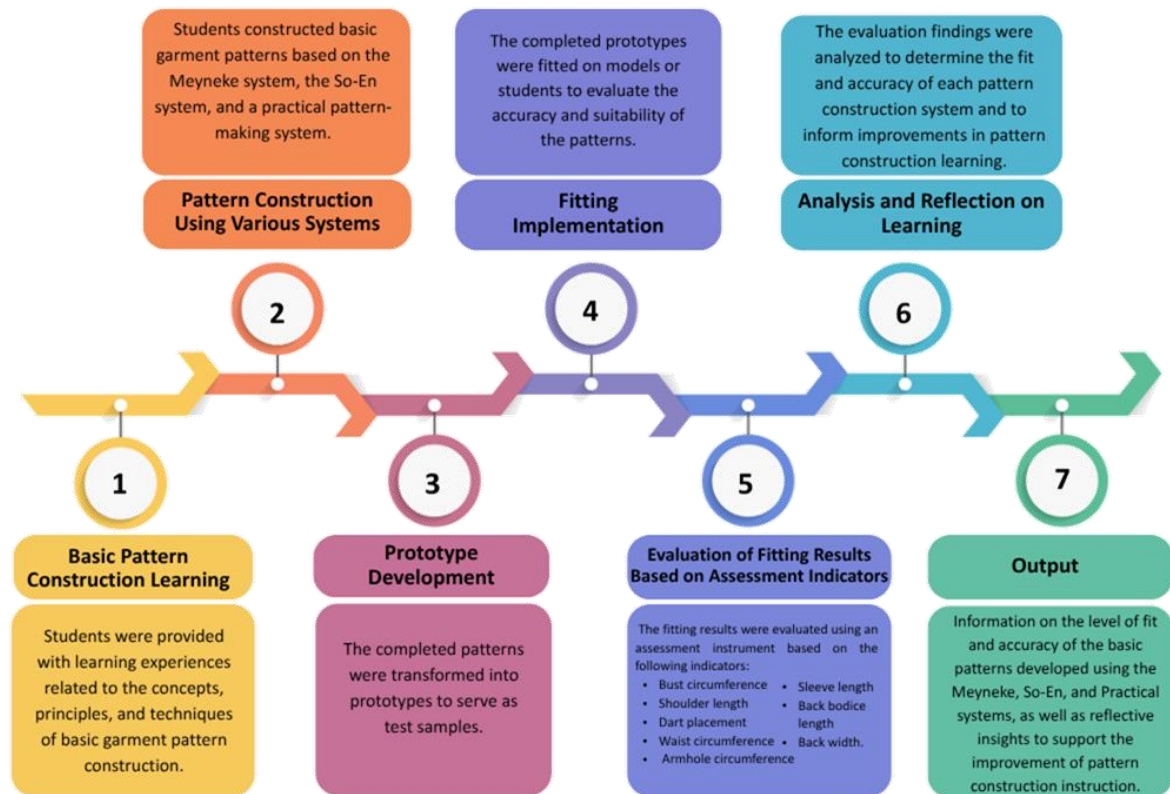 Students constructed basic
garment patterns based on the
Meyneke system, the So-En
system, and a practical pattern-
making system.
Pattern Construction
Using Various Systems
2
The completed prototypes
were fitted on models or
students to evaluate the
accuracy and suitability of
the patterns.
Fitting
Implementation
4
The evaluation findings were
analyzed to determine the fit
and accuracy of each pattern
construction system and to
inform improvements in pattern
construction learning.
Analysis and Reflection on
Learning
6
1
Basic Pattern
Construction Learning
Students were provided
with learning experiences
related to the concepts,
principles, and techniques
of basic garment pattern
construction.
3
Prototype
Development
The completed patterns
were transformed into
prototypes to serve as
test samples.
5
Evaluation of Fitting Results
Based on Assessment Indicators
The fitting results were evaluated using an
assessment instrument based on the
following indicators:
• Bust circumference
• Shoulder length
• Dart placement
• Waist circumference
• Armhole circumference
• Sleeve length
• Back bodice
length
• Back width.
7
Output
Information on the level of fit
and accuracy of the basic
patterns developed using the
Meyneke, So-En, and Practical
systems, as well as reflective
insights to support the
improvement of pattern
construction instruction.